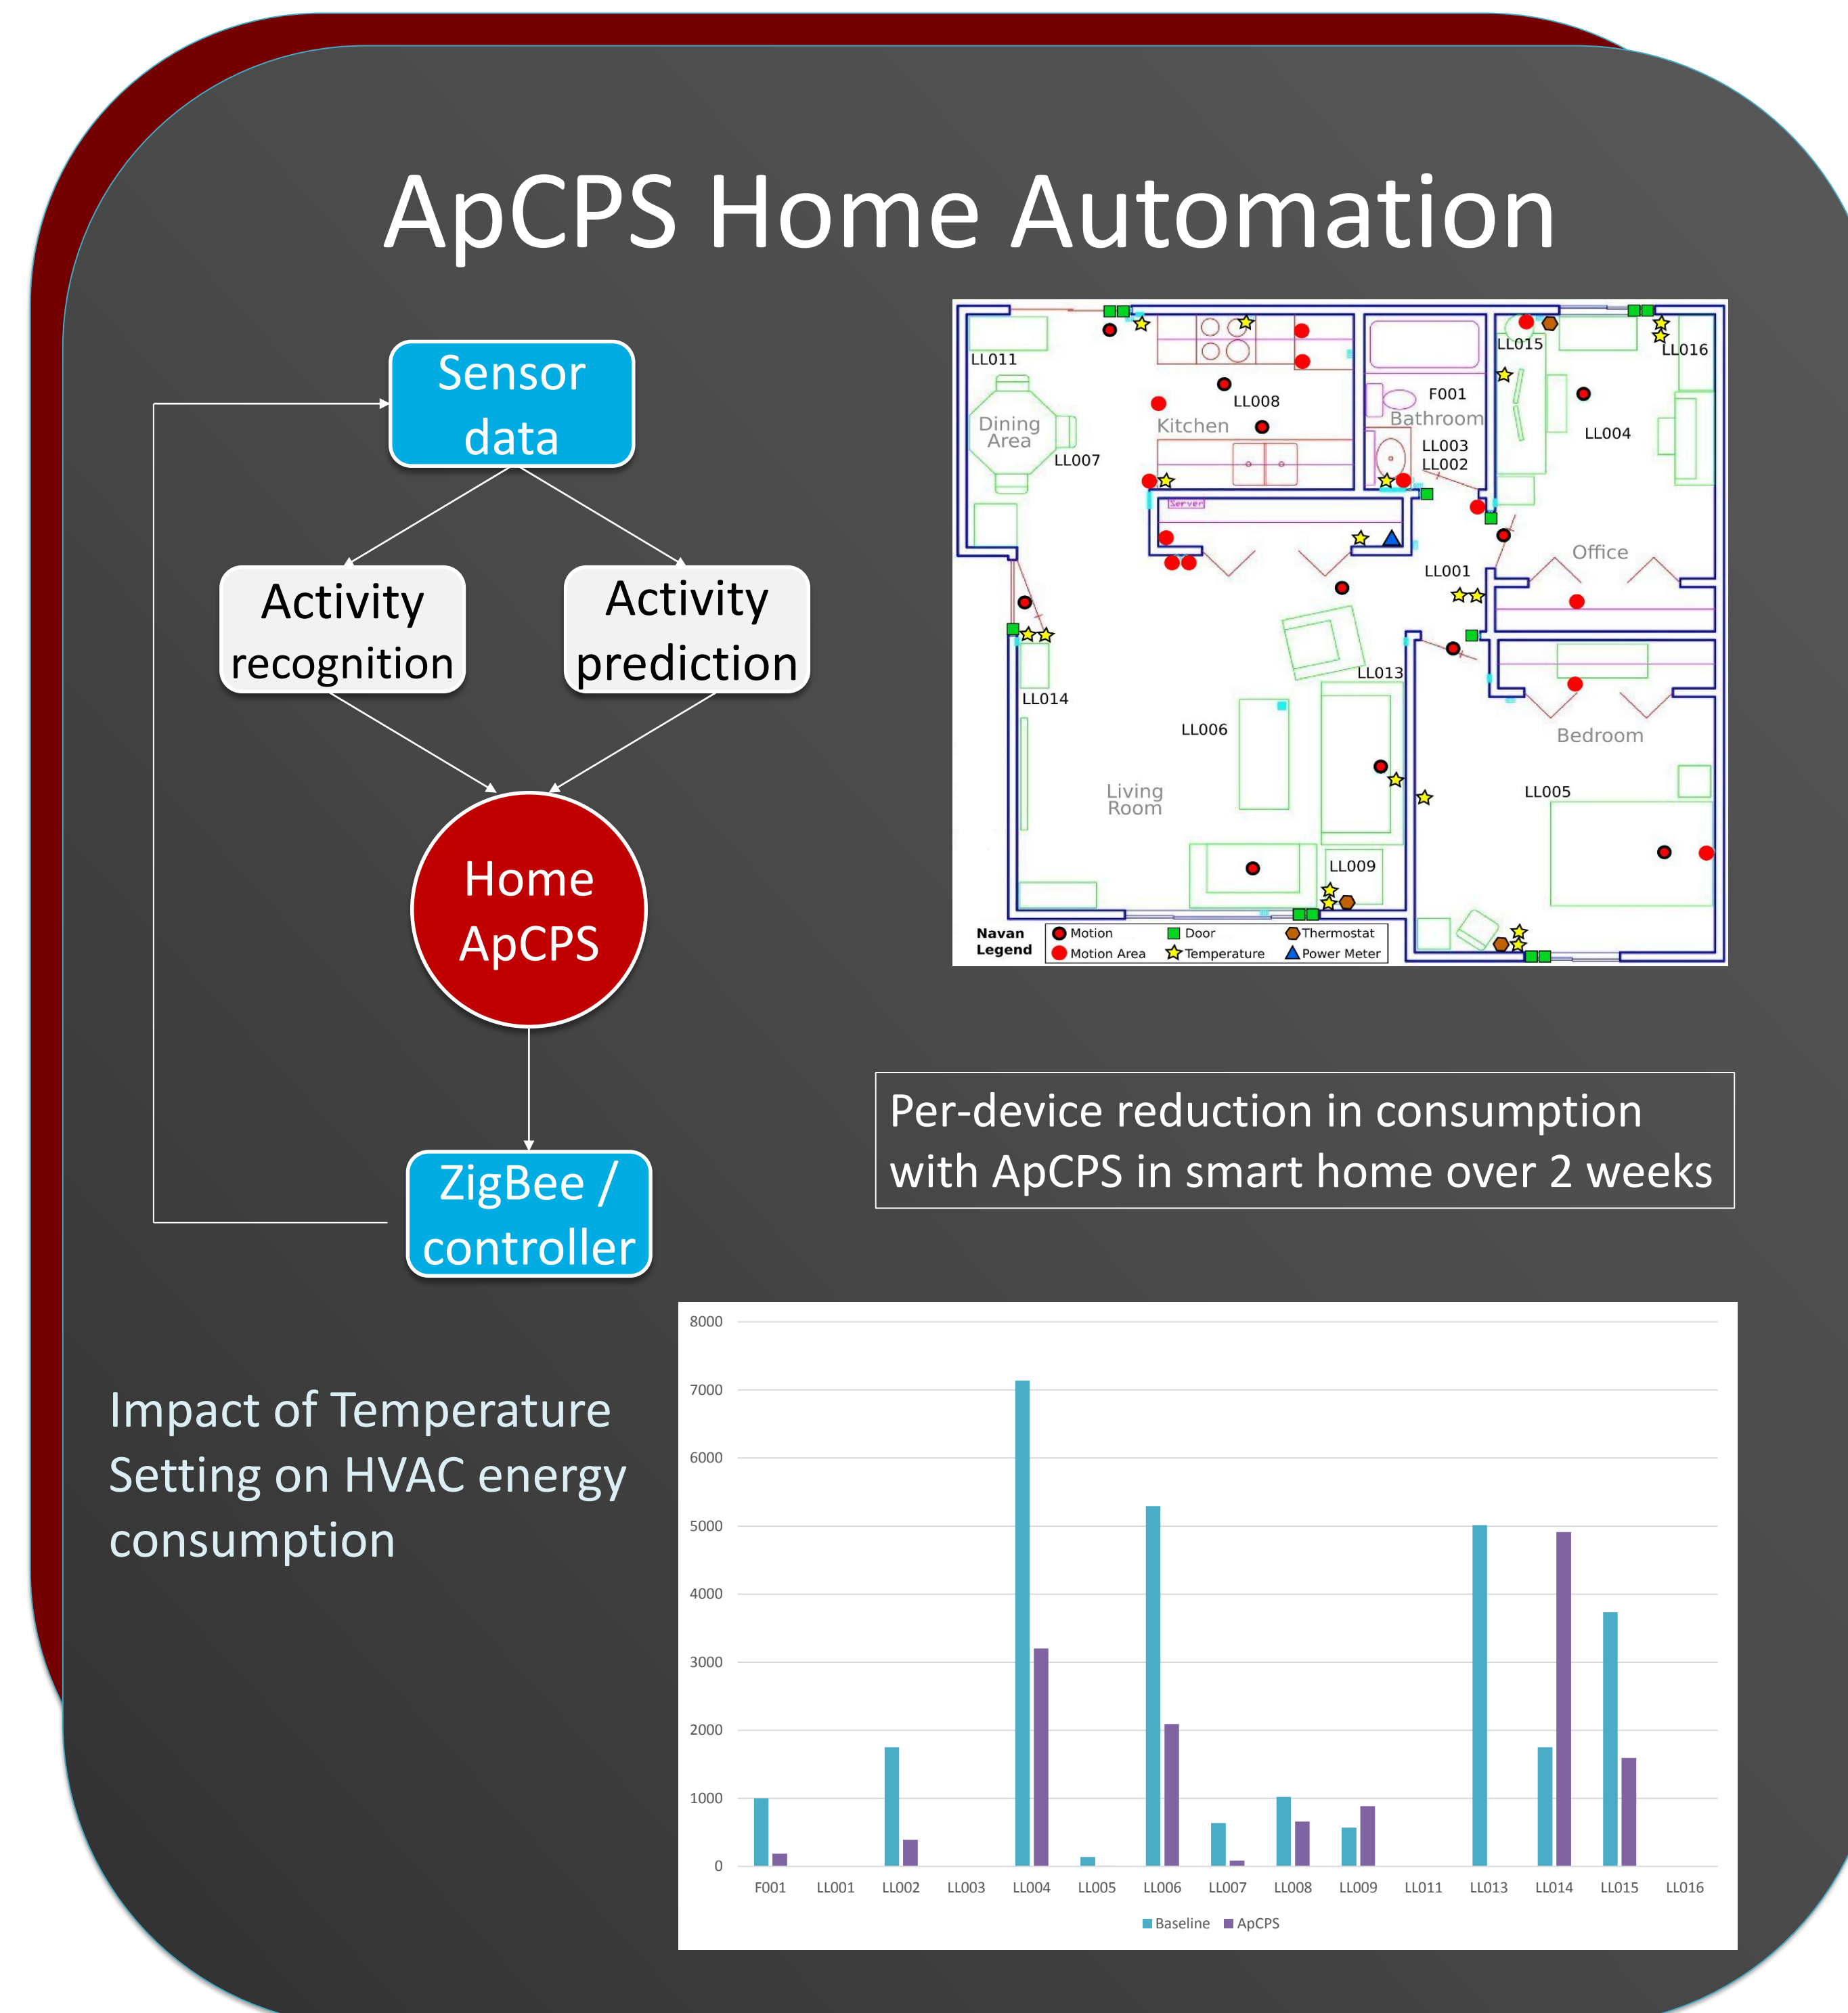 ApCPS Home Automation
Sensor
data
Activity
recognition
Activity
prediction
Home
ApCPS
ZigBee /
controller
LL011
Dining
Area
LL007
Kitchen
LL008
F001
Bathroom
LL003
LL002
LL015
LL016
LL004
Office
Server
LL001
LL013
LL014
LL006
Living
Room
LL009
Bedroom
LL005
Navan
Legend
Motion
Door
Thermostat
Motion Area
Temperature
Power Meter
Per-device reduction in consumption
with ApCPS in smart home over 2 weeks
Impact of Temperature
Setting on HVAC energy
consumption
8000
7000
6000
5000
4000
3000
2000
1000
0
F001 LL001 LL002 LL003 LL004 LL005 LL006 LL007 LL008 LL009 LL011 LL013 LL014 LL015 LL016
Baseline ApCPS